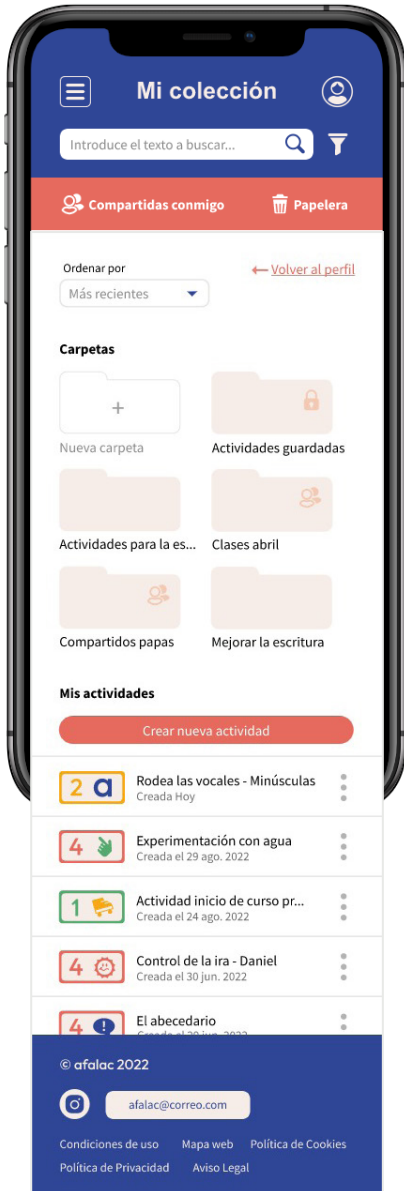 Mi colección
Introduce el texto a buscar...
Compartidas conmigo Papelera
Ordenar por
← Volver al perfil
Más recientes
Carpetas
+
Nueva carpeta Actividades guardadas
Actividades para la es... Clases abril
Compartidos papas Mejorar la escritura
Mis actividades
Crear nueva actividad
2 a Rodea las vocales - Minúsculas
Creada Hoy
4 Experimentación con agua
Creada el 29 ago. 2022
1 Actividad inicio de curso pr...
Creada el 24 ago. 2022
4 Control de la ira - Daniel
Creada el 30 jun. 2022
4 ! El abecedario
© afalac 2022
afalac@correo.com
Condiciones de uso Mapa web Política de Cookies
Política de Privacidad Aviso Legal